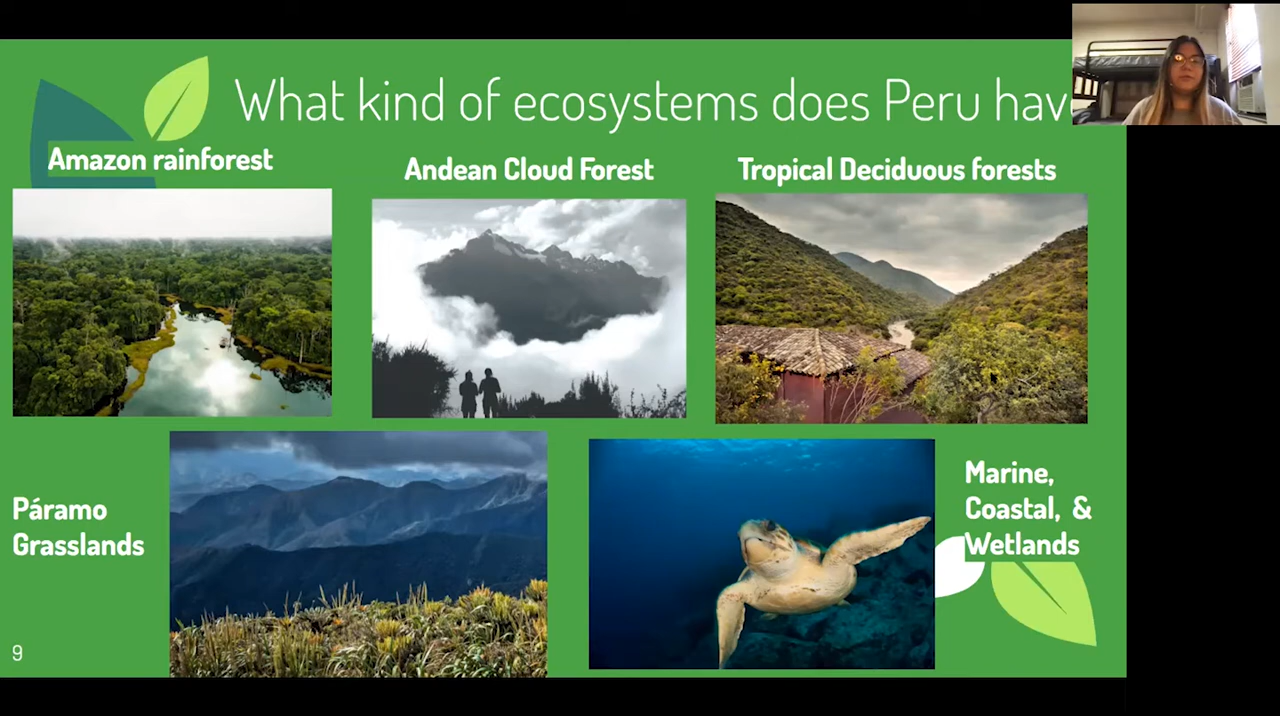 What kind of ecosystems does Peru hav
Amazon rainforest
Andean Cloud Forest
Tropical Deciduous forests
Páramo
Grasslands
Marine,
Coastal, &
Wetlands
9